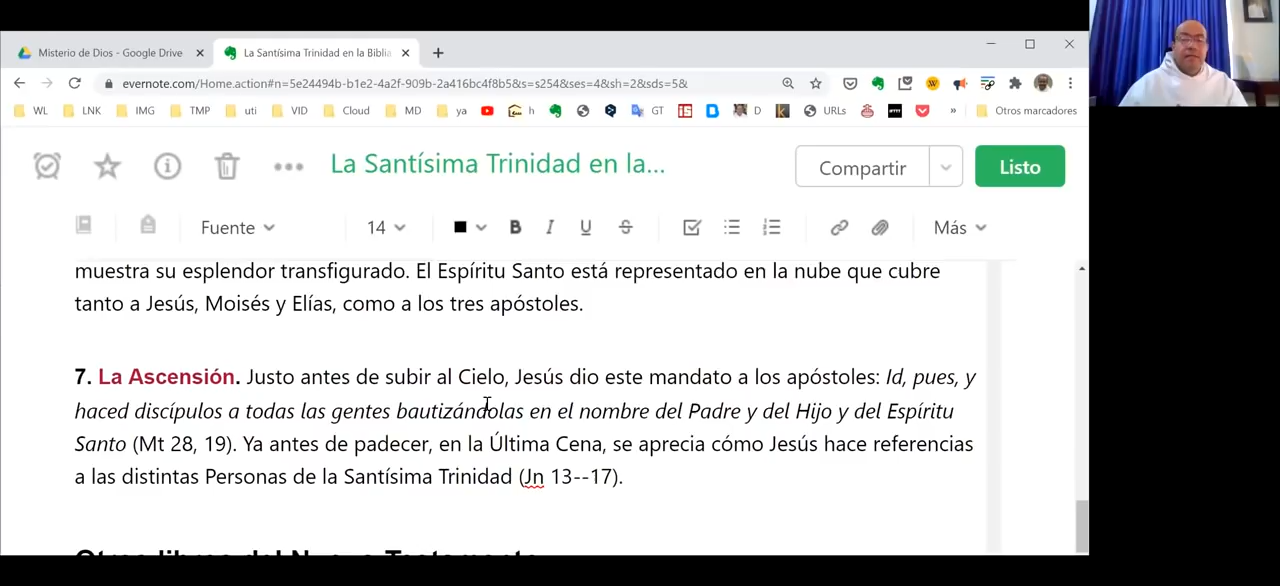 Misterio de Dios - Google Drive
La Santísima Trinidad en la Biblia
evernote.com/Home.action#n=5e24494b-b1e2-4a2f-909b-2a416bc4f8b5&s=s254&ses=4&sh=2&sds=5&
WL LNK IMG TMP uti VID Cloud MD ya h GT D URLs » Otros marcadores
La Santísima Trinidad en la...
Compartir
Listo
Fuente 14 B I U S Más
muestra su esplendor transfigurado. El Espíritu Santo está representado en la nube que cubre
tanto a Jesús, Moisés y Elías, como a los tres apóstoles.
7. La Ascensión. Justo antes de subir al Cielo, Jesús dio este mandato a los apóstoles: Id, pues, y
haced discípulos a todas las gentes bautizándolas en el nombre del Padre y del Hijo y del Espíritu
Santo (Mt 28, 19). Ya antes de padecer, en la Última Cena, se aprecia cómo Jesús hace referencias
a las distintas Personas de la Santísima Trinidad (Jn 13--17).
Otros libros del Nuevo Testamento